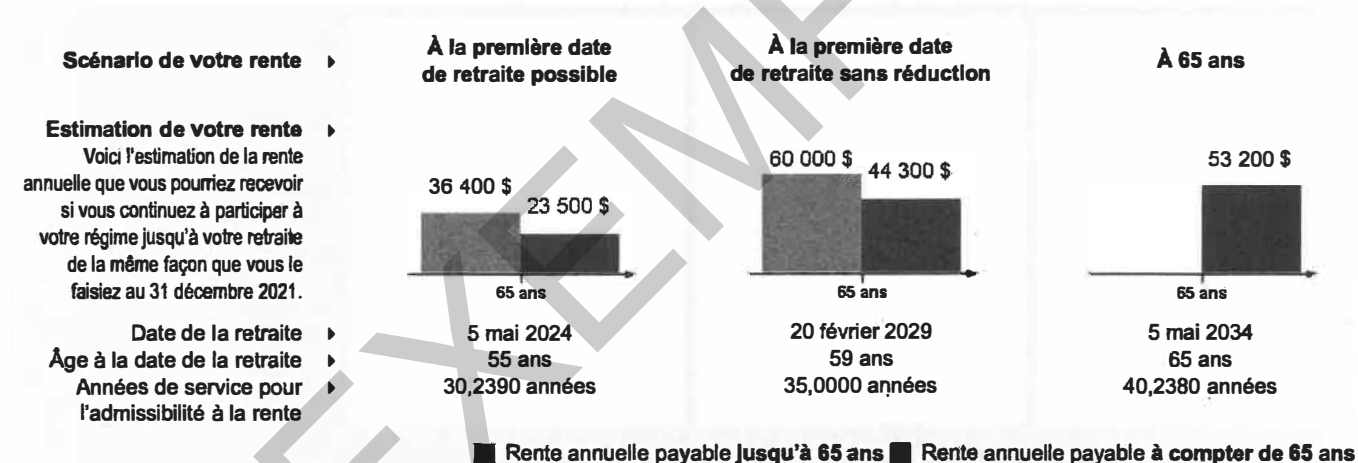 Scénario de votre rente ▸
À la première date
de retraite possible
À la première date
de retraite sans réduction
À 65 ans
Estimation de votre rente ▸
Voici l'estimation de la rente
annuelle que vous pourriez recevoir
si vous continuez à participer à
votre régime jusqu'à votre retraite
de la même façon que vous le
faisiez au 31 décembre 2021.
36 400 $
23 500 $
65 ans
60 000 $
44 300 $
65 ans
53 200 $
65 ans
Date de la retraite ▸ 5 mai 2024 20 février 2029 5 mai 2034
Âge à la date de la retraite ▸ 55 ans 59 ans 65 ans
Années de service pour ▸ 30,2390 années 35,0000 années 40,2380 années
l'admissibilité à la rente
Rente annuelle payable jusqu'à 65 ans Rente annuelle payable à compter de 65 ans
EXEMP